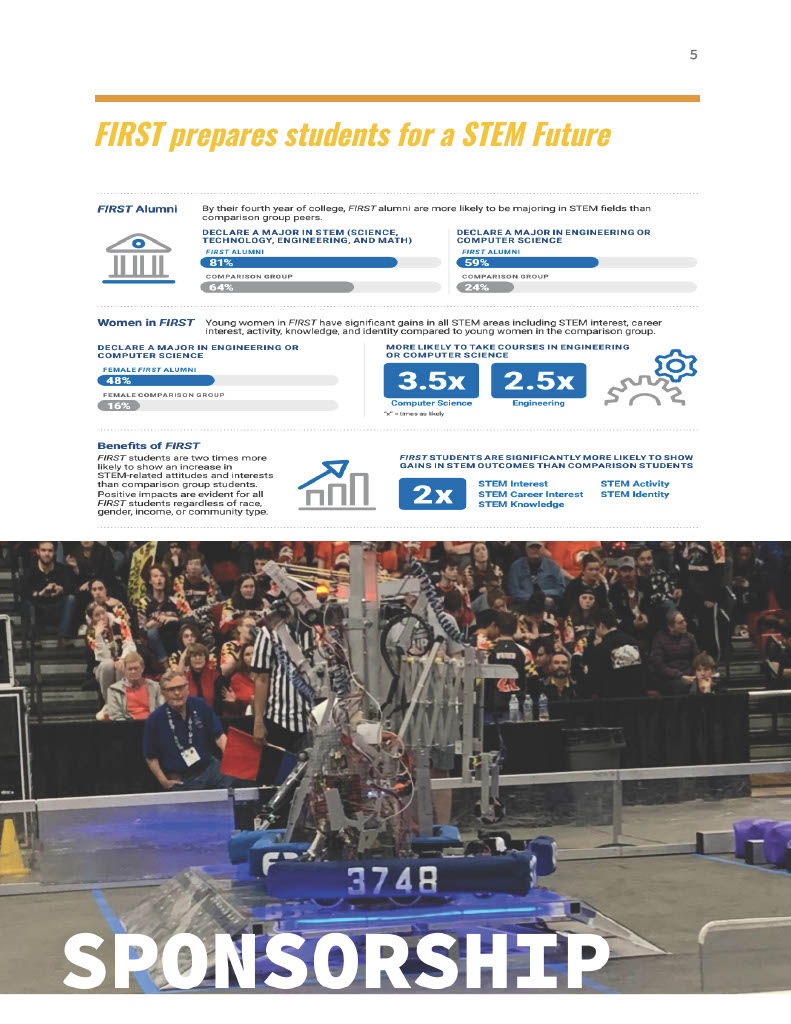 5
FIRST prepares students for a STEM Future
FIRST Alumni
By their fourth year of college, FIRST alumni are more likely to be majoring in STEM fields than
comparison group peers.
DECLARE A MAJOR IN STEM (SCIENCE,
TECHNOLOGY, ENGINEERING, AND MATH)
FIRST ALUMNI
81%
COMPARISON GROUP
64%
DECLARE A MAJOR IN ENGINEERING OR
COMPUTER SCIENCE
FIRST ALUMNI
59%
COMPARISON GROUP
24%
Women in FIRST
Young women in FIRST have significant gains in all STEM areas including STEM interest, career
interest, activity, knowledge, and identity compared to young women in the comparison group.
DECLARE A MAJOR IN ENGINEERING OR
COMPUTER SCIENCE
FEMALE FIRST ALUMNI
48%
FEMALE COMPARISON GROUP
16%
MORE LIKELY TO TAKE COURSES IN ENGINEERING
OR COMPUTER SCIENCE
3.5x
Computer Science
2.5x
Engineering
"x" = times as likely
Benefits of FIRST
FIRST students are two times more
likely to show an increase in
STEM-related attitudes and interests
than comparison group students.
Positive impacts are evident for all
FIRST students regardless of race,
gender, income, or community type.
FIRST STUDENTS ARE SIGNIFICANTLY MORE LIKELY TO SHOW
GAINS IN STEM OUTCOMES THAN COMPARISON STUDENTS
2x
STEM Interest
STEM Career Interest
STEM Knowledge
STEM Activity
STEM Identity
3748
SPONSORSHIP